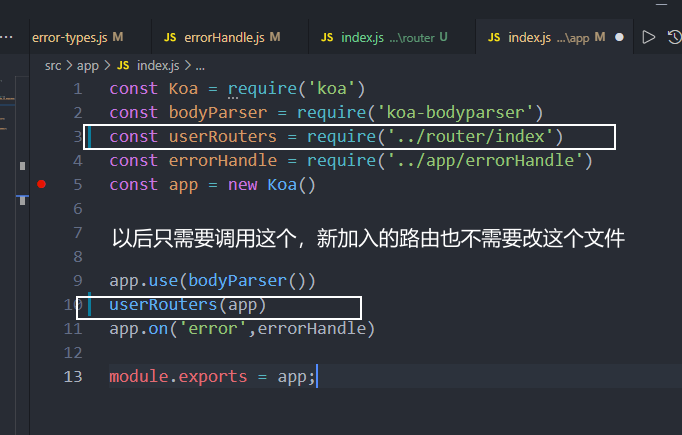 ··· error-types.js M JS errorHandle.js M JS index.js ...\router U JS index.js ...\app M
src > app > JS index.js > ...
1 const Koa = require('koa')
2 const bodyParser = require('koa-bodyparser')
3 const userRouters = require('../router/index')
4 const errorHandle = require('../app/errorHandle')
5 const app = new Koa()
6
7 以后只需要调用这个，新加入的路由也不需要改这个文件
8
9 app.use(bodyParser())
10 userRouters(app)
11 app.on('error',errorHandle)
12
13 module.exports = app;